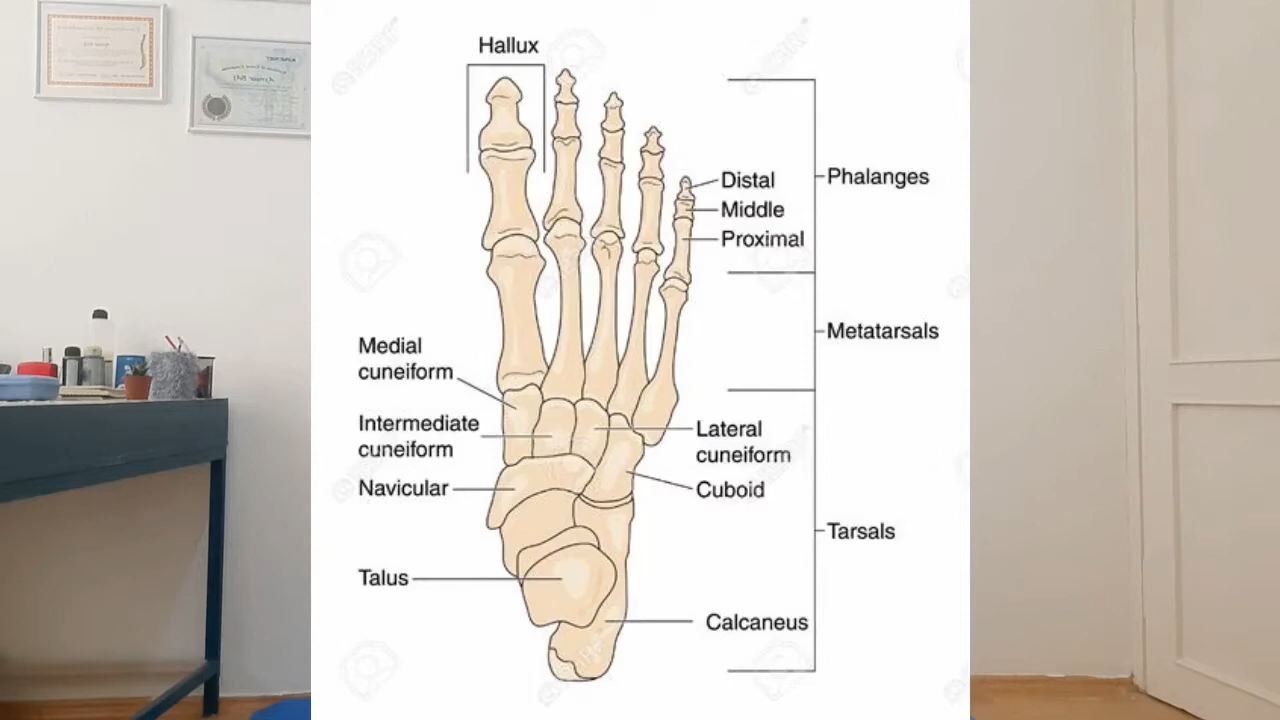 Hallux
Distal
Middle
Proximal
Phalanges
Metatarsals
Medial
cuneiform
Intermediate
cuneiform
Navicular
Talus
Lateral
cuneiform
Cuboid
Tarsals
Calcaneus